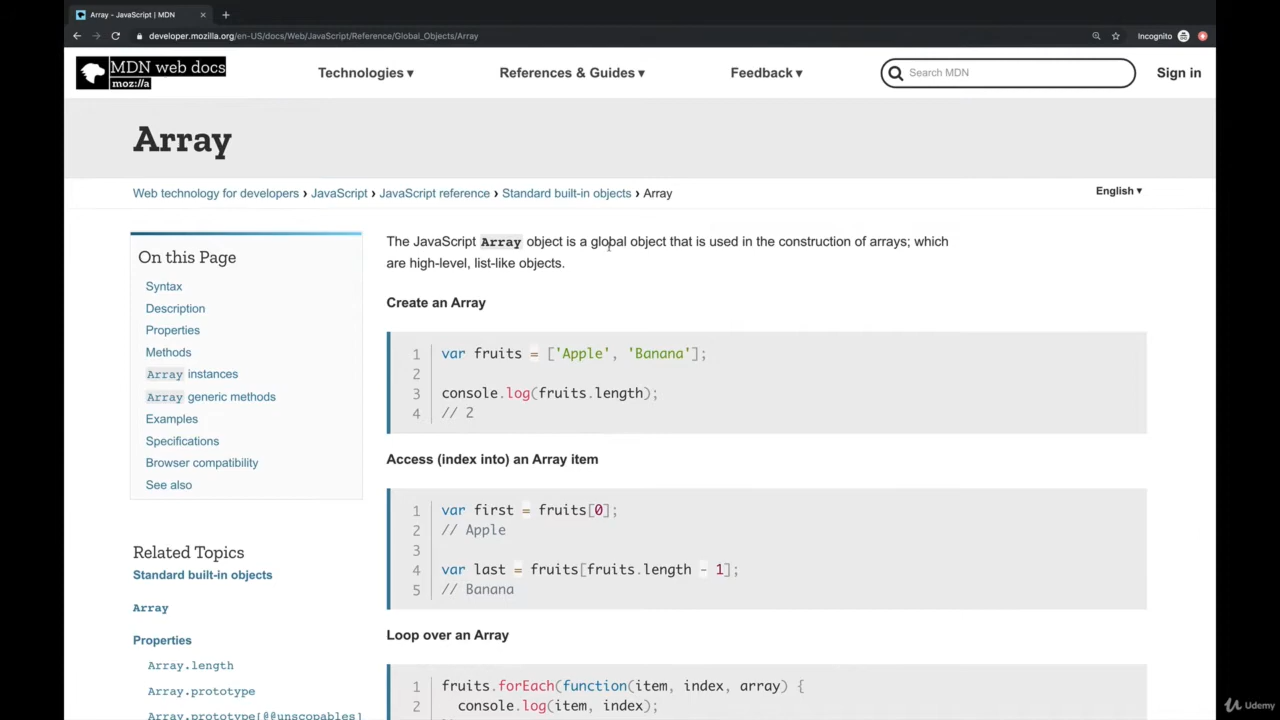 Array - JavaScript | MDN
developer.mozilla.org/en-US/docs/Web/JavaScript/Reference/Global_Objects/Array
Incognito
MDN web docs
moz://a
Technologies ▾
References & Guides ▾
Feedback ▾
Search MDN
Sign in
Array
Web technology for developers › JavaScript › JavaScript reference › Standard built-in objects › Array
English ▾
On this Page
Syntax
Description
Properties
Methods
Array instances
Array generic methods
Examples
Specifications
Browser compatibility
See also
Related Topics
Standard built-in objects
Array
Properties
Array.length
Array.prototype
Array.prototype[@@unscopables]
The JavaScript Array object is a global object that is used in the construction of arrays; which
are high-level, list-like objects.
Create an Array
1 var fruits = ['Apple', 'Banana'];
2
3 console.log(fruits.length);
4 // 2
Access (index into) an Array item
1 var first = fruits[0];
2 // Apple
3
4 var last = fruits[fruits.length - 1];
5 // Banana
Loop over an Array
1 fruits.forEach(function(item, index, array) {
2 console.log(item, index);
Udemy